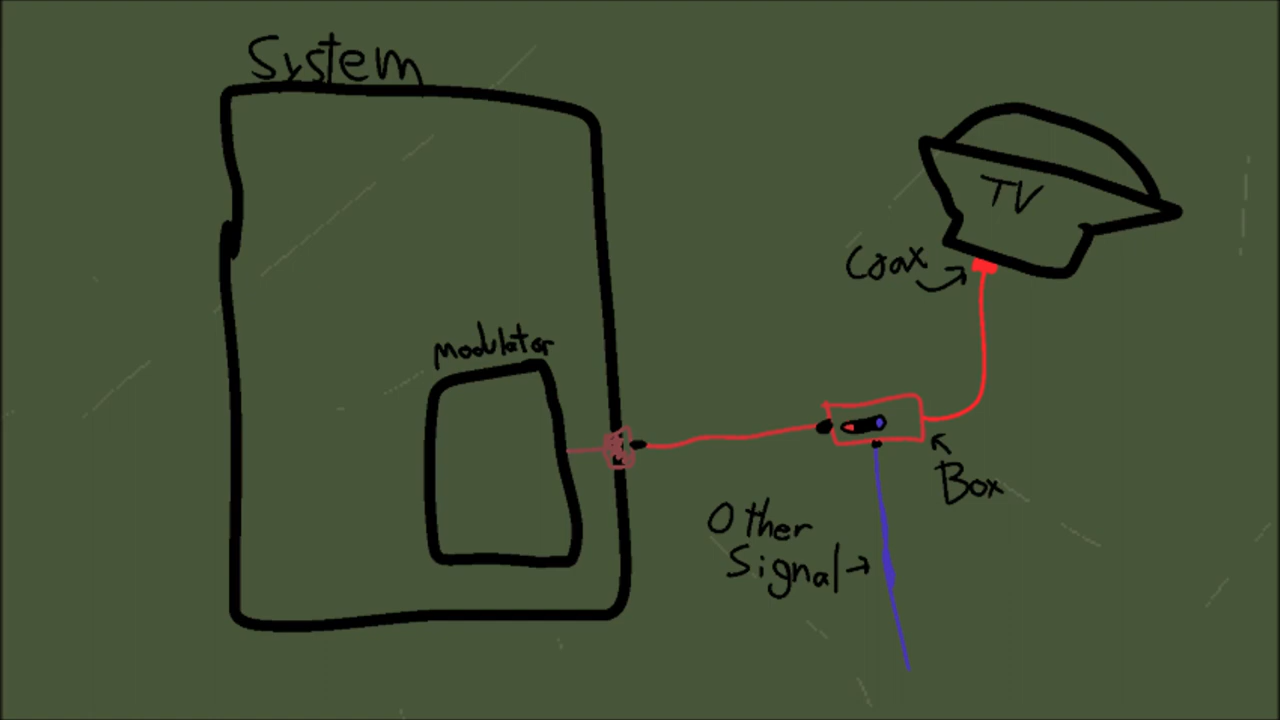 System
TV
Coax
modulator
Box
Other
Signal